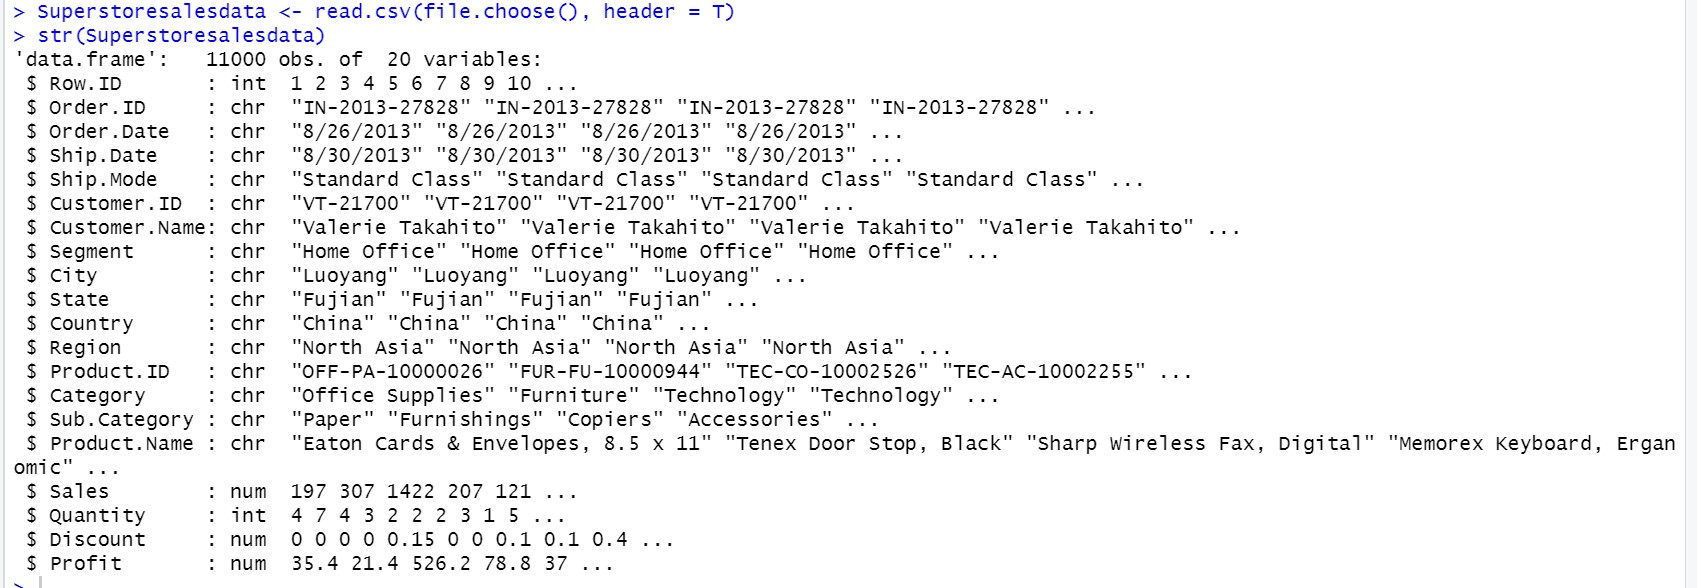 > Superstoresalesdata <- read.csv(file.choose(), header = T)
> str(Superstoresalesdata)
'data.frame':   11000 obs. of  20 variables:
 $ Row.ID       : int  1 2 3 4 5 6 7 8 9 10 ...
 $ Order.ID     : chr  "IN-2013-27828" "IN-2013-27828" "IN-2013-27828" "IN-2013-27828" ...
 $ Order.Date   : chr  "8/26/2013" "8/26/2013" "8/26/2013" "8/26/2013" ...
 $ Ship.Date    : chr  "8/30/2013" "8/30/2013" "8/30/2013" "8/30/2013" ...
 $ Ship.Mode    : chr  "Standard Class" "Standard Class" "Standard Class" "Standard Class" ...
 $ Customer.ID  : chr  "VT-21700" "VT-21700" "VT-21700" "VT-21700" ...
 $ Customer.Name: chr  "Valerie Takahito" "Valerie Takahito" "Valerie Takahito" "Valerie Takahito" ...
 $ Segment      : chr  "Home Office" "Home Office" "Home Office" "Home Office" ...
 $ City         : chr  "Luoyang" "Luoyang" "Luoyang" "Luoyang" ...
 $ State        : chr  "Fujian" "Fujian" "Fujian" "Fujian" ...
 $ Country      : chr  "China" "China" "China" "China" ...
 $ Region       : chr  "North Asia" "North Asia" "North Asia" "North Asia" ...
 $ Product.ID   : chr  "OFF-PA-10000026" "FUR-FU-10000944" "TEC-CO-10002526" "TEC-AC-10002255" ...
 $ Category     : chr  "Office Supplies" "Furniture" "Technology" "Technology" ...
 $ Sub.Category : chr  "Paper" "Furnishings" "Copiers" "Accessories" ...
 $ Product.Name : chr  "Eaton Cards & Envelopes, 8.5 x 11" "Tenex Door Stop, Black" "Sharp Wireless Fax, Digital" "Memorex Keyboard, Ergan
omic" ...
 $ Sales        : num  197 307 1422 207 121 ...
 $ Quantity     : int  4 7 4 3 2 2 2 3 1 5 ...
 $ Discount     : num  0 0 0 0 0.15 0 0 0.1 0.1 0.4 ...
 $ Profit       : num  35.4 21.4 526.2 78.8 37 ...
>